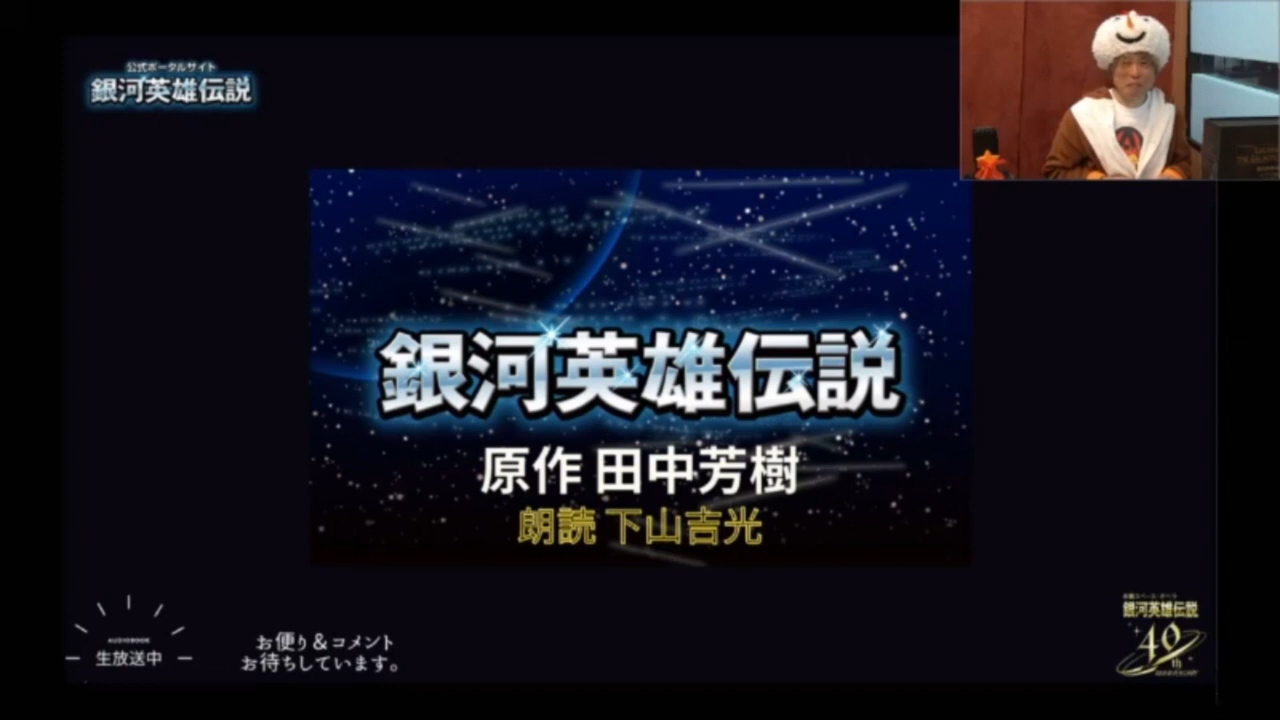 公式ポータルサイト
銀河英雄伝説
銀河英雄伝説
原作 田中芳樹
朗読 下山吉光
AUDIOBOOK
生放送中
お便り＆コメント
お待ちしています。
銀河英雄伝説
40th
ANNIVERSARY